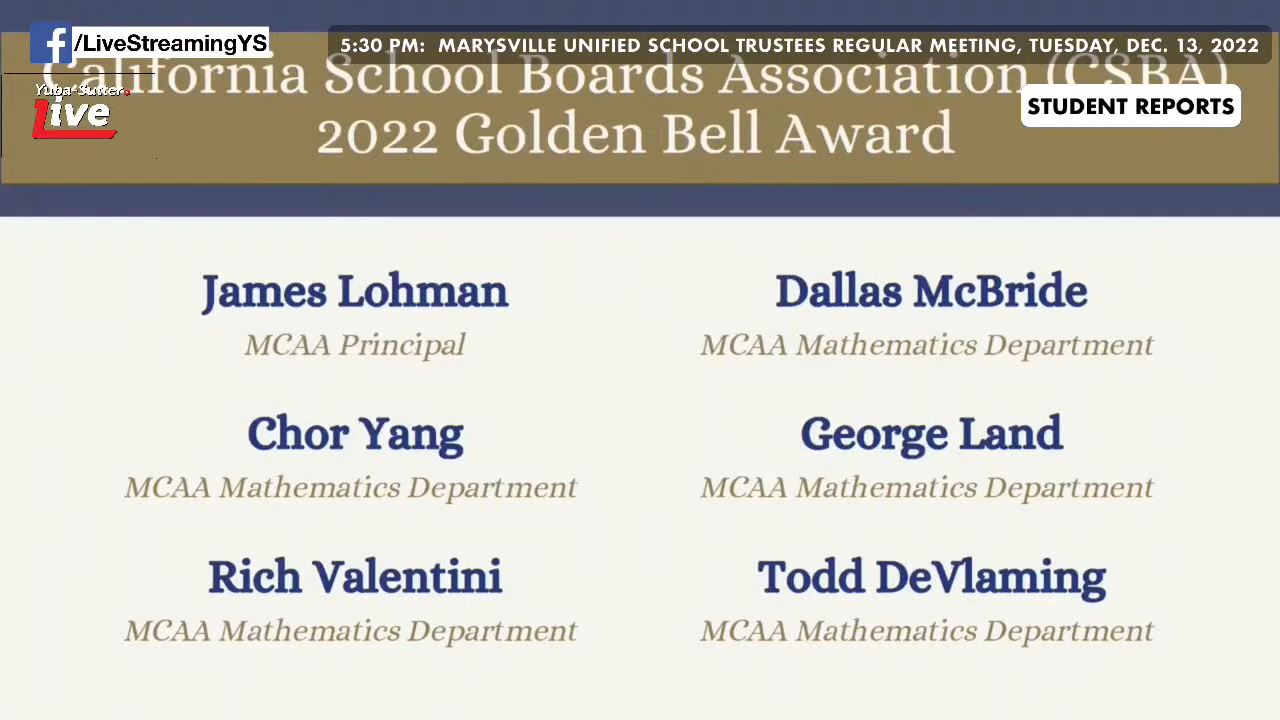 /LiveStreamingYS
5:30 PM: MARYSVILLE UNIFIED SCHOOL TRUSTEES REGULAR MEETING, TUESDAY, DEC. 13, 2022
California School Boards Association (CSBA)
Yuba-Sutter
Live
STUDENT REPORTS
2022 Golden Bell Award
James Lohman
MCAA Principal
Dallas McBride
MCAA Mathematics Department
Chor Yang
MCAA Mathematics Department
George Land
MCAA Mathematics Department
Rich Valentini
MCAA Mathematics Department
Todd DeVlaming
MCAA Mathematics Department